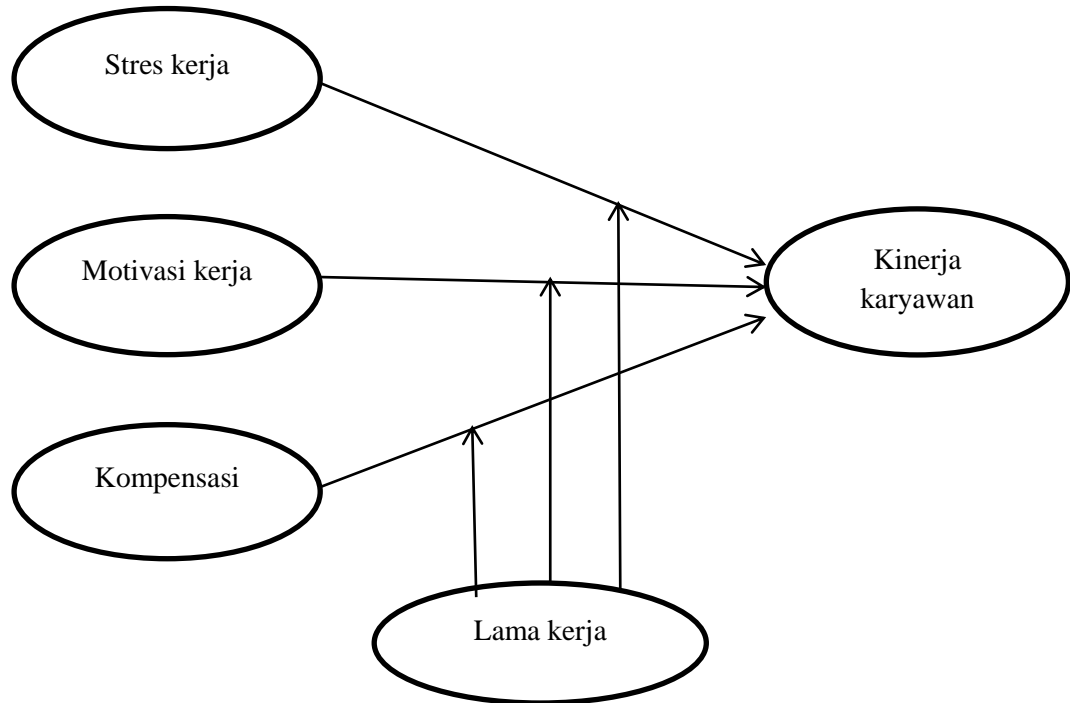 Stres kerja
Motivasi kerja
Kinerja
karyawan
Kompensasi
Lama kerja